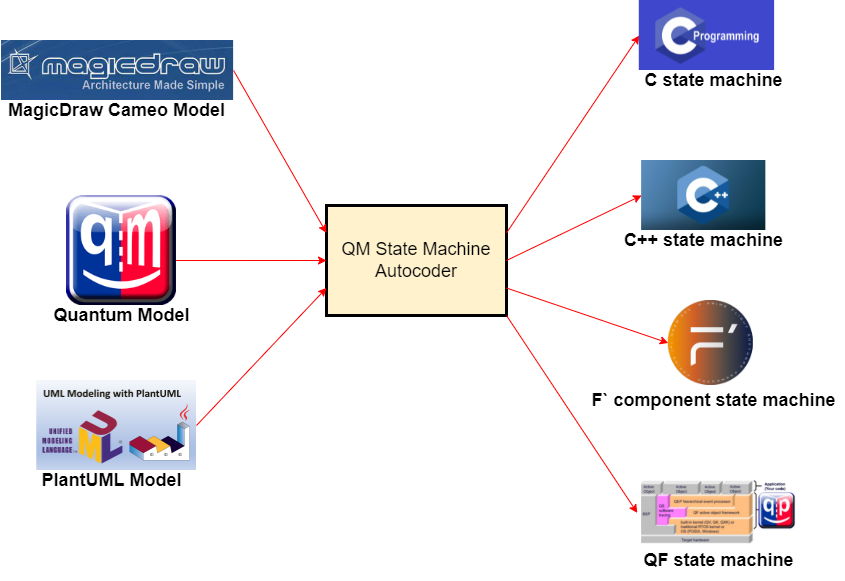 magicdraw
Architecture Made Simple
MagicDraw Cameo Model
qm
Quantum Model
UML Modeling with PlantUML
UNIFIED
MODELING
LANGUAGE
UML
PlantUML Model
QM State Machine
Autocoder
C Programming
C state machine
C++
C++ state machine
F'
F` component state machine
Active
Object
Active
Object
Active
Object
Active
Object
Application
(Your code)
QEP hierarchical event processor
QF active object framework
built-in kernel (QV, QK, QXK) or
traditional RTOS kernel or
OS (POSIX, Windows)
BSP
Target hardware
qp
QF state machine